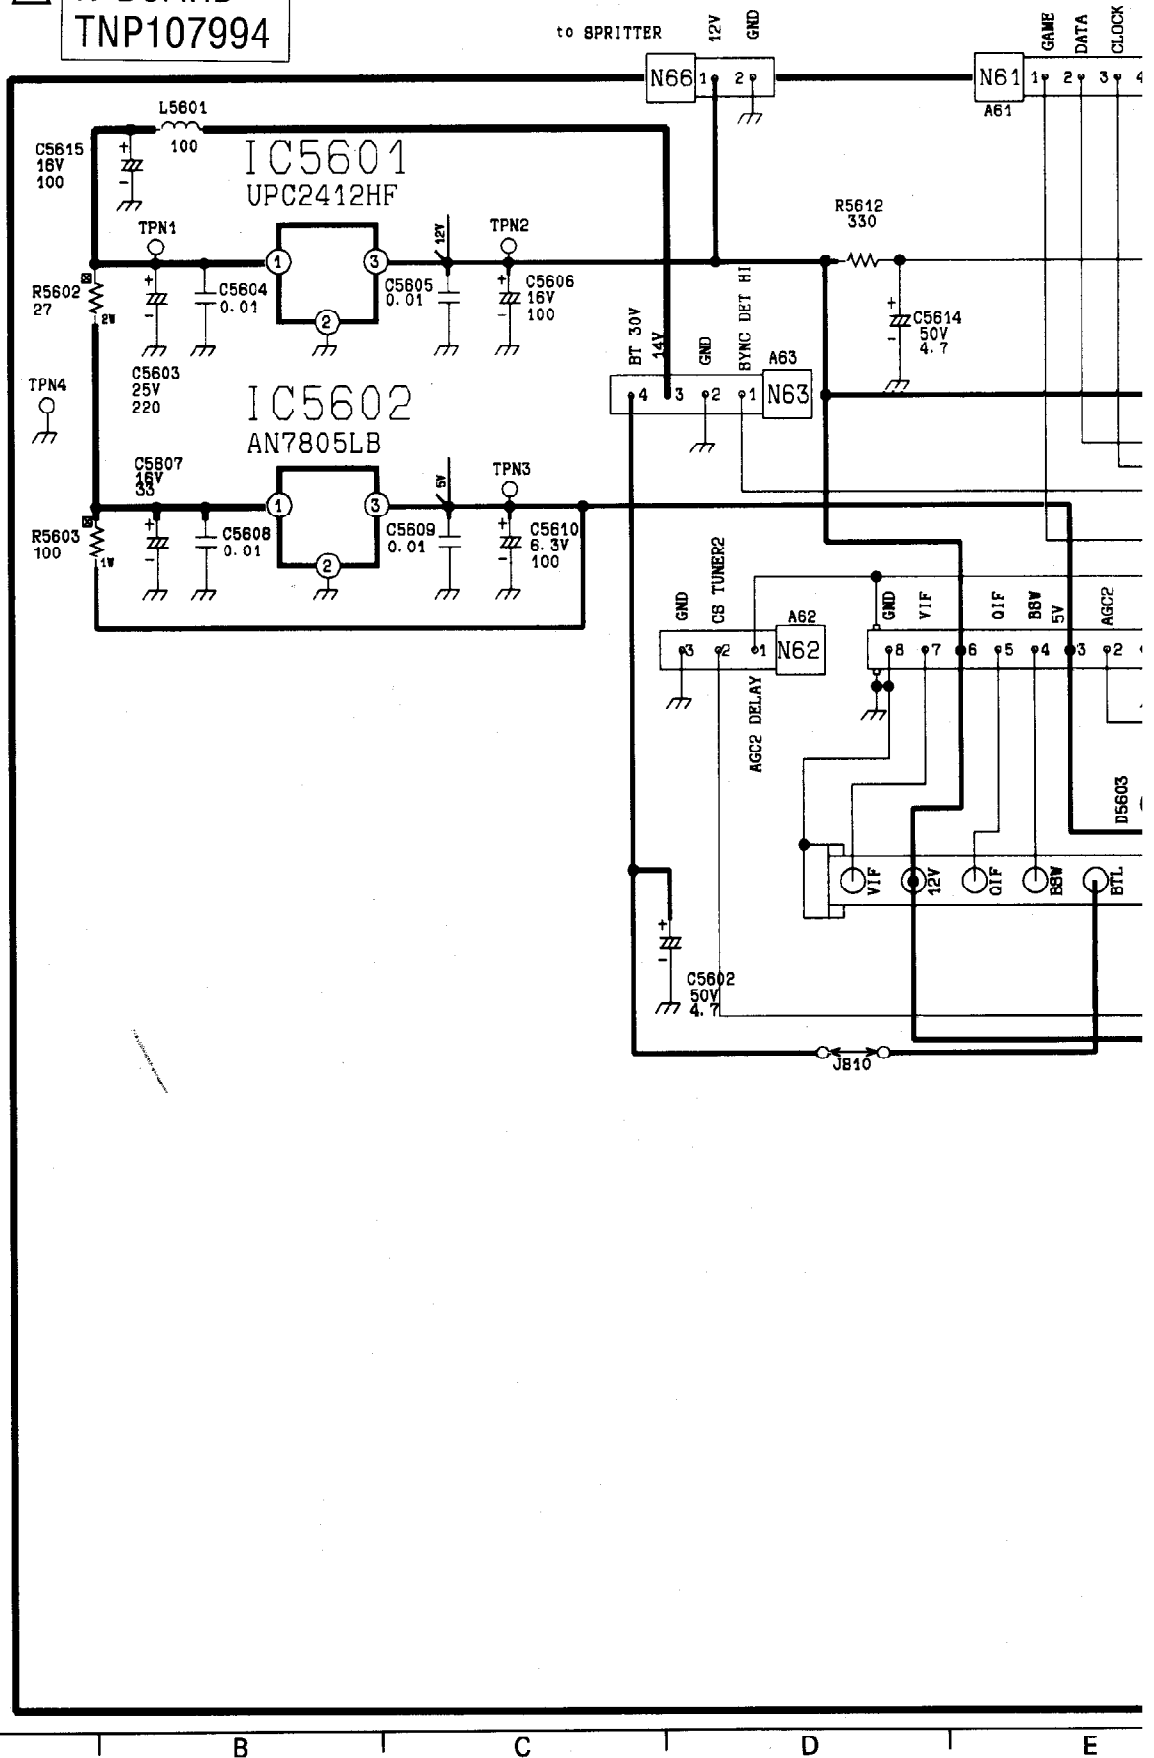 TNP107994
to SPRITTER
12V
GND
GAME
DATA
CLOCK
N66
1
2
N61
1
2
3
4
A61
L5601
100
C5615
16V
100
+
-
IC5601
UPC2412HF
TPN1
1
3
2
12V
TPN2
R5612
330
R5602
27
2W
+
-
C5604
0.01
C5605
0.01
+
-
C5606
16V
100
C5603
25V
220
+
-
C5614
50V
4.7
BT 30V
14V
GND
SYNC DET HI
A63
4
3
2
1
N63
TPN4
IC5602
AN7805LB
C5607
16V
33
1
3
2
5V
TPN3
R5603
100
1W
+
-
C5608
0.01
C5609
0.01
+
-
C5610
6.3V
100
GND
CS TUNER2
A62
3
2
1
N62
AGC2 DELAY
GND
VIF
QIF
BSW
5V
AGC2
8
7
6
5
4
3
2
D5603
VIF
12V
QIF
BSW
BTL
+
-
C5602
50V
4.7
JB10
B
C
D
E